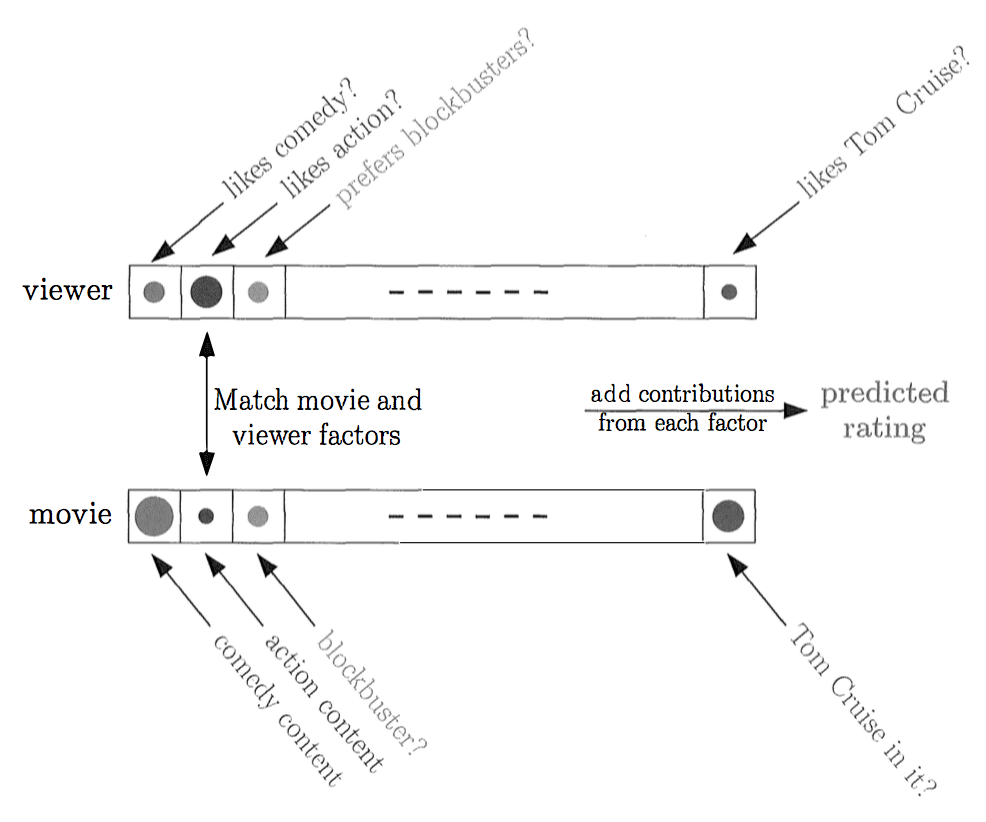 likes comedy?
likes action?
prefers blockbusters?
likes Tom Cruise?
viewer
Match movie and
viewer factors
add contributions
from each factor
predicted
rating
movie
comedy content
action content
blockbuster?
Tom Cruise in it?